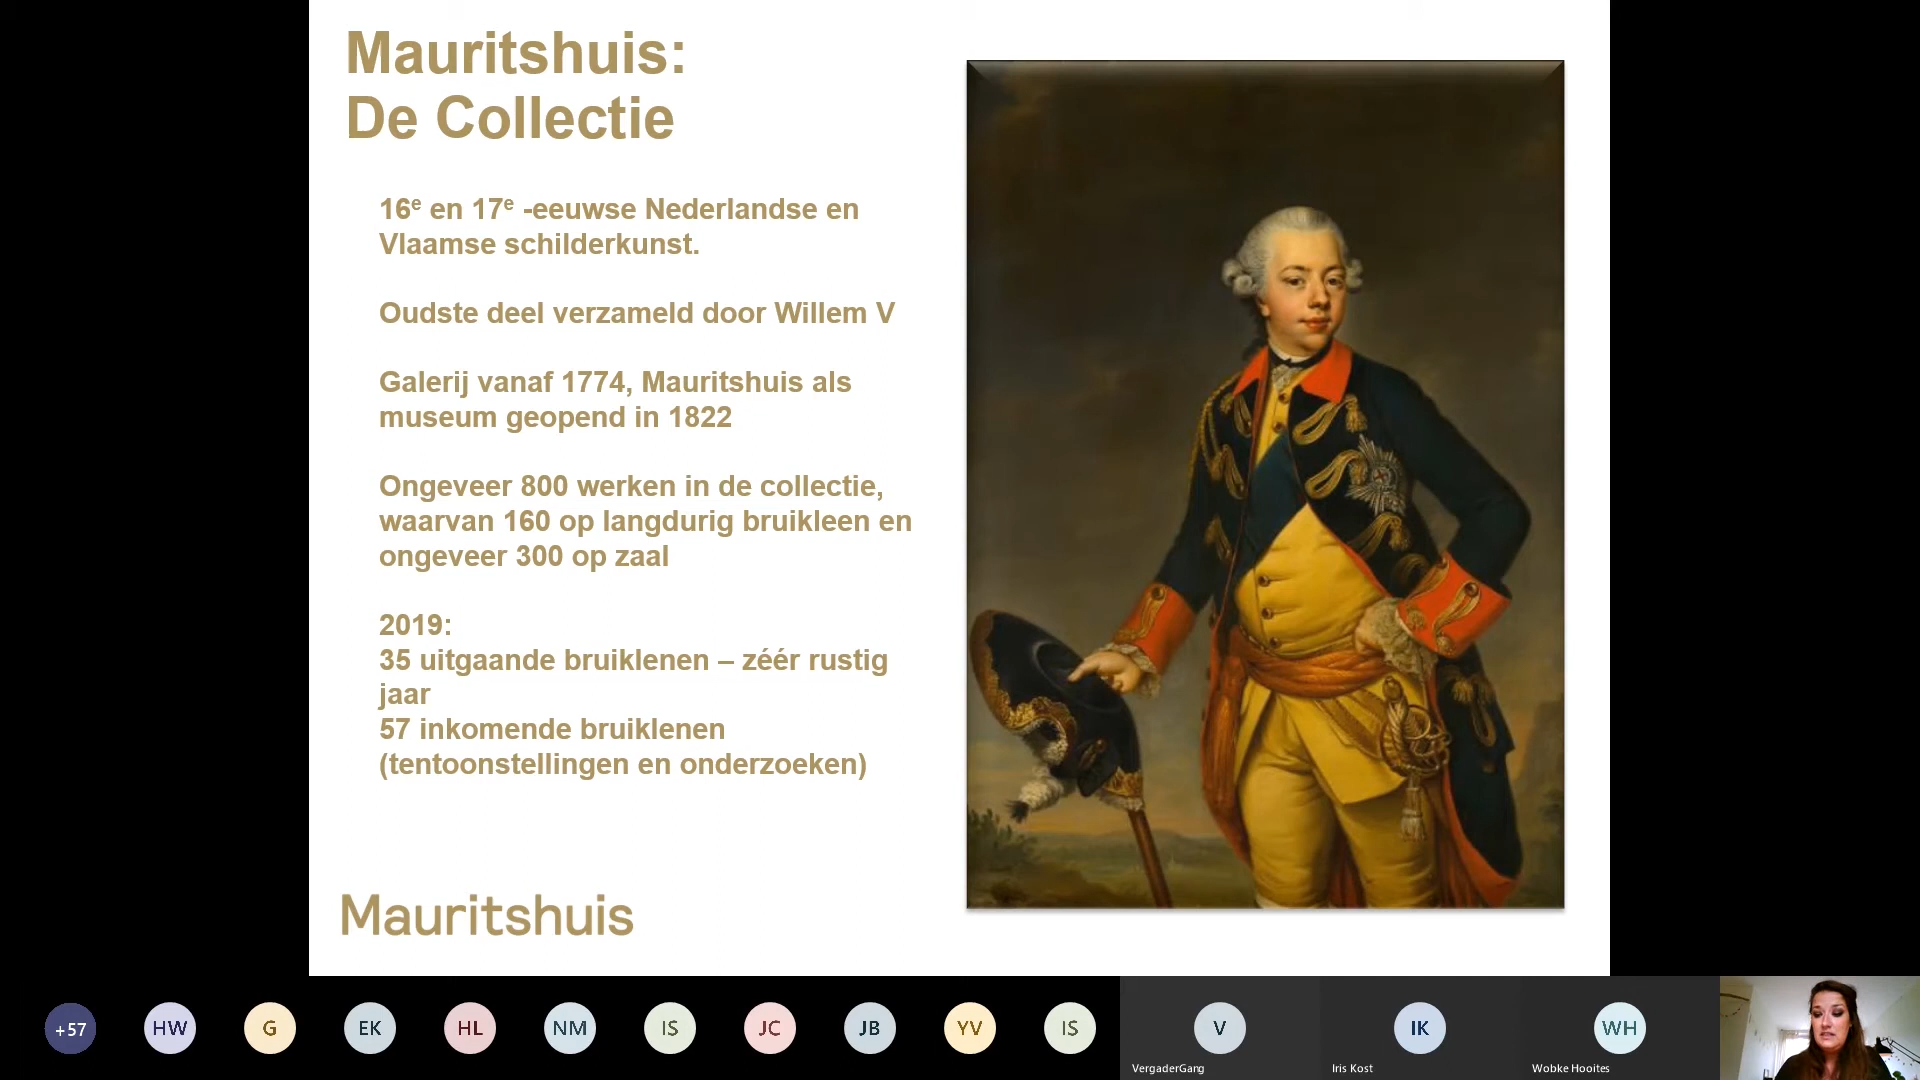 Mauritshuis:
De Collectie
16e en 17e -eeuwse Nederlandse en
Vlaamse schilderkunst.
Oudste deel verzameld door Willem V
Galerij vanaf 1774, Mauritshuis als
museum geopend in 1822
Ongeveer 800 werken in de collectie,
waarvan 160 op langdurig bruikleen en
ongeveer 300 op zaal
2019:
35 uitgaande bruiklenen – zéér rustig
jaar
57 inkomende bruiklenen
(tentoonstellingen en onderzoeken)
Mauritshuis
+57 HW G EK HL NM IS JC JB YV IS V IK WH
VergaderGang Iris Kost Wobke Hooites